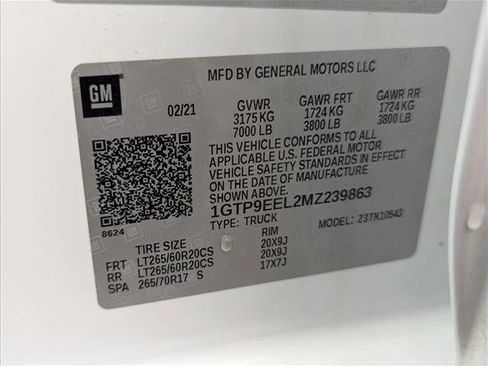 MFD BY GENERAL MOTORS LLC
GM
02/21 GVWR GAWR FRT GAWR RR
3175 KG 1724 KG 1724 KG
7000 LB 3800 LB 3800 LB
THIS VEHICLE CONFORMS TO ALL
APPLICABLE U.S. FEDERAL MOTOR
VEHICLE SAFETY STANDARDS IN EFFECT
ON THE DATE OF MANUFACTURE
SHOWN ABOVE.
1GTP9EEL2MZ239863
8624 TYPE: TRUCK MODEL: 23TK10543
TIRE SIZE RIM
FRT LT265/60R20CS 20X9J
RR LT265/60R20CS 20X9J
SPA 265/70R17 S 17X7J